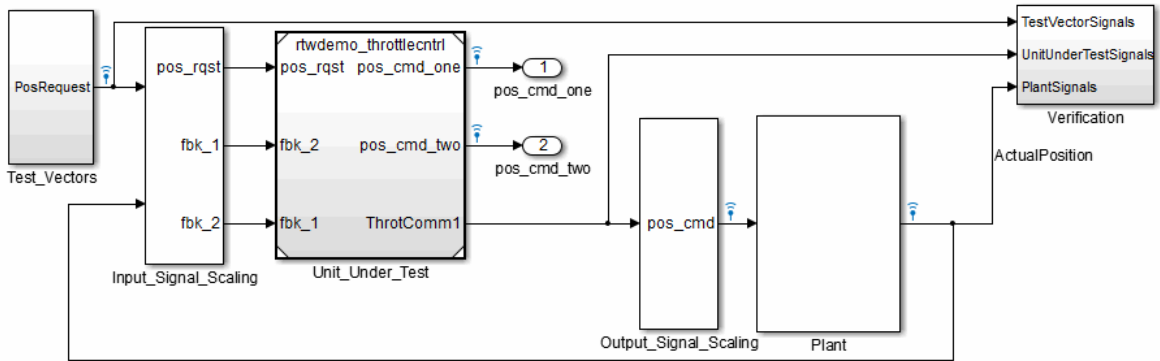 PosRequest
Test_Vectors
pos_rqst
fbk_1
fbk_2
Input_Signal_Scaling
rtwdemo_throttlecntrl
pos_rqst pos_cmd_one
fbk_2 pos_cmd_two
fbk_1 ThrotComm1
Unit_Under_Test
1
pos_cmd_one
2
pos_cmd_two
pos_cmd
Output_Signal_Scaling
Plant
TestVectorSignals
UnitUnderTestSignals
PlantSignals
Verification
ActualPosition